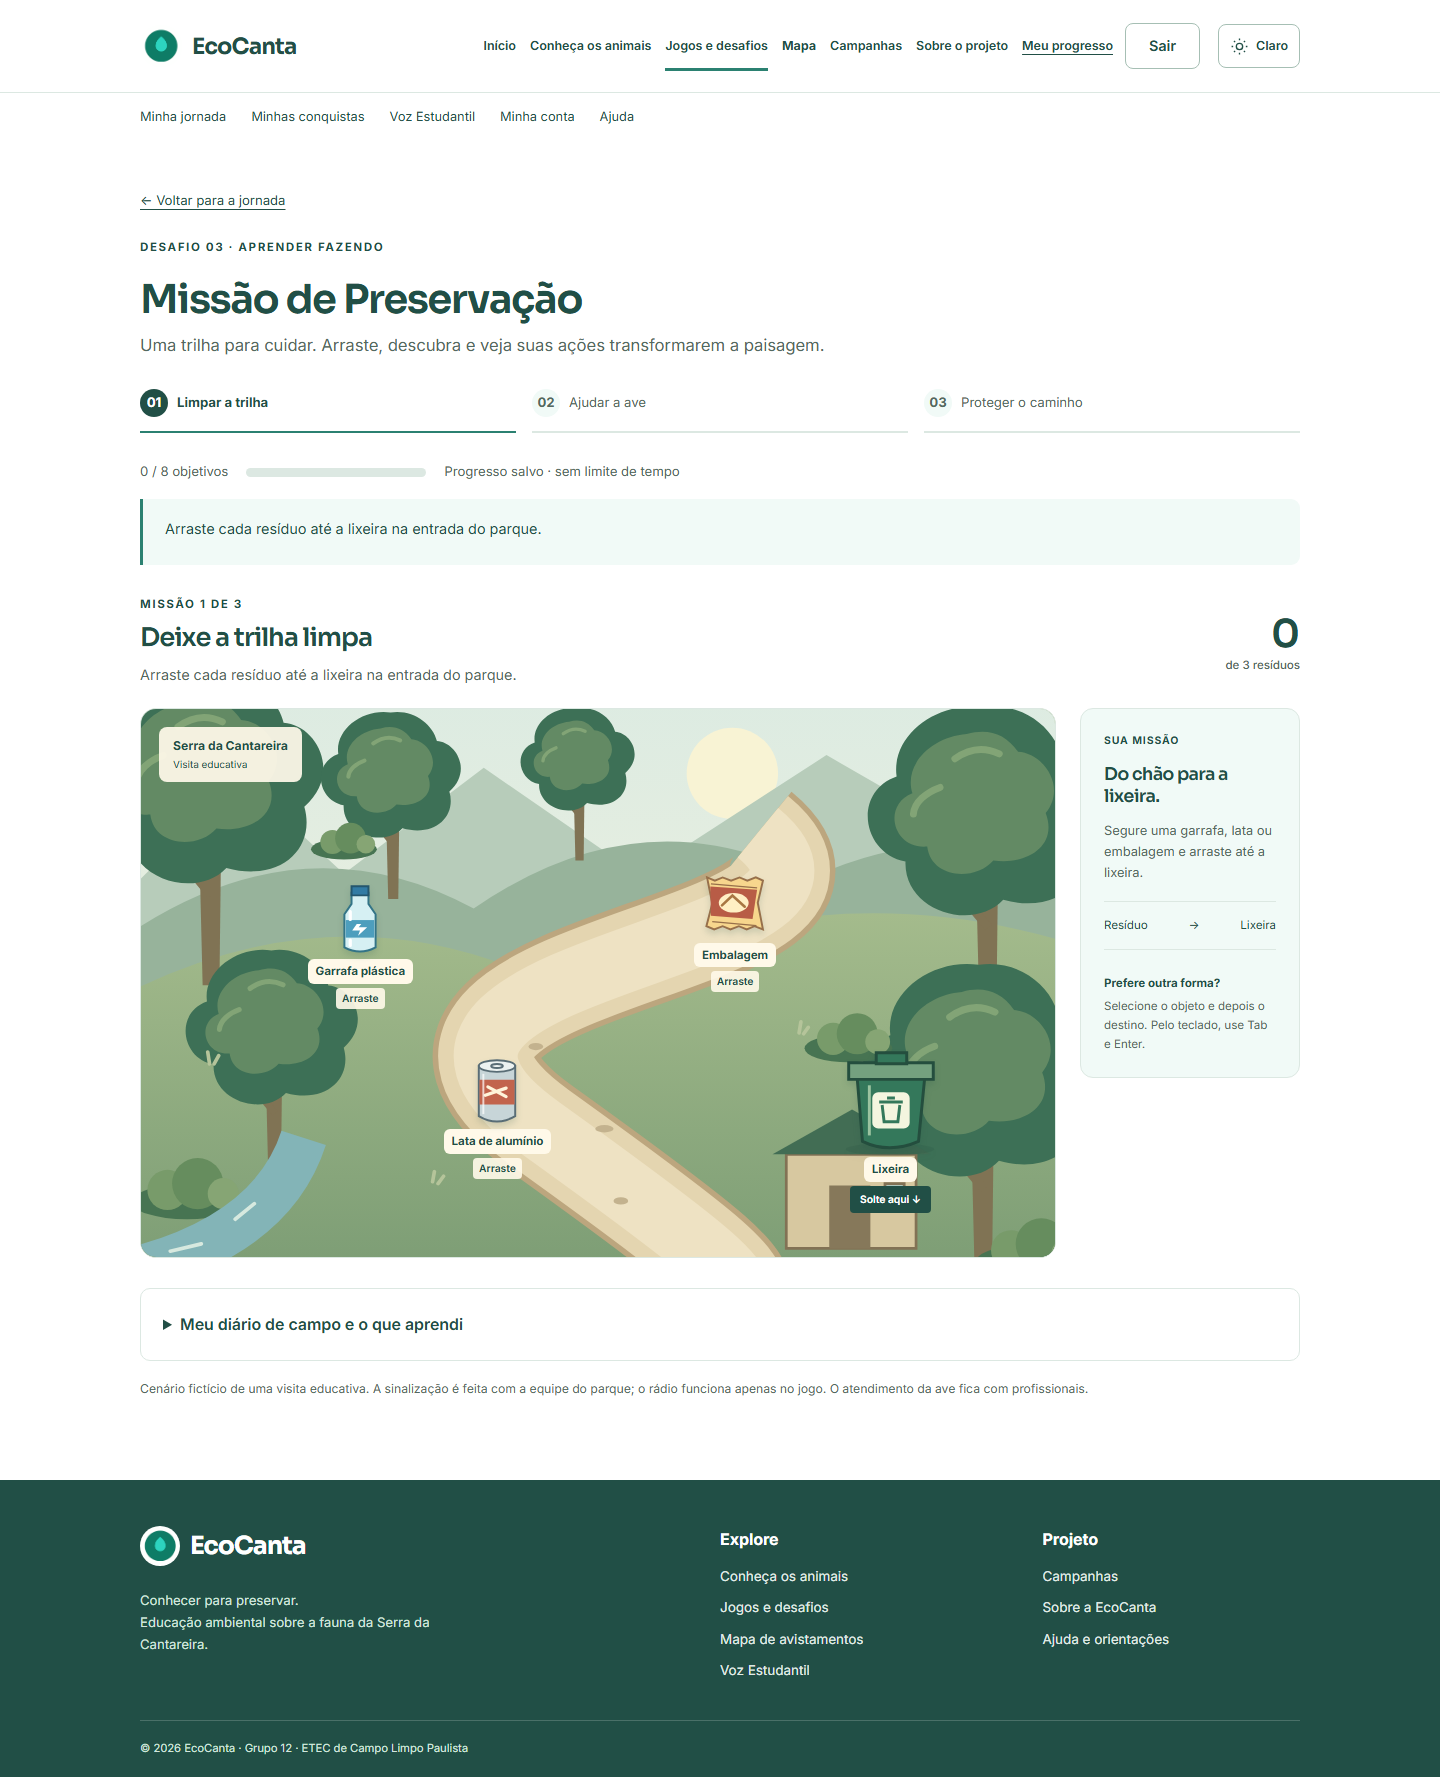 EcoCanta
Início
Conheça os animais
Jogos e desafios
Mapa
Campanhas
Sobre o projeto
Meu progresso
Sair
Claro
Minha jornada
Minhas conquistas
Voz Estudantil
Minha conta
Ajuda
← Voltar para a jornada
DESAFIO 03 · APRENDER FAZENDO
Missão de Preservação
Uma trilha para cuidar. Arraste, descubra e veja suas ações transformarem a paisagem.
01 Limpar a trilha
02 Ajudar a ave
03 Proteger o caminho
0 / 8 objetivos
Progresso salvo · sem limite de tempo
Arraste cada resíduo até a lixeira na entrada do parque.
MISSÃO 1 DE 3
Deixe a trilha limpa
Arraste cada resíduo até a lixeira na entrada do parque.
0
de 3 resíduos
Serra da Cantareira
Visita educativa
Garrafa plástica
Arraste
Embalagem
Arraste
Lata de alumínio
Arraste
Lixeira
Solte aqui ↓
SUA MISSÃO
Do chão para a
lixeira.
Segure uma garrafa, lata ou
embalagem e arraste até a
lixeira.
Resíduo → Lixeira
Prefere outra forma?
Selecione o objeto e depois o
destino. Pelo teclado, use Tab
e Enter.
▶ Meu diário de campo e o que aprendi
Cenário fictício de uma visita educativa. A sinalização é feita com a equipe do parque; o rádio funciona apenas no jogo. O atendimento da ave fica com profissionais.
EcoCanta
Conhecer para preservar.
Educação ambiental sobre a fauna da Serra da
Cantareira.
Explore
Conheça os animais
Jogos e desafios
Mapa de avistamentos
Voz Estudantil
Projeto
Campanhas
Sobre a EcoCanta
Ajuda e orientações
© 2026 EcoCanta · Grupo 12 · ETEC de Campo Limpo Paulista